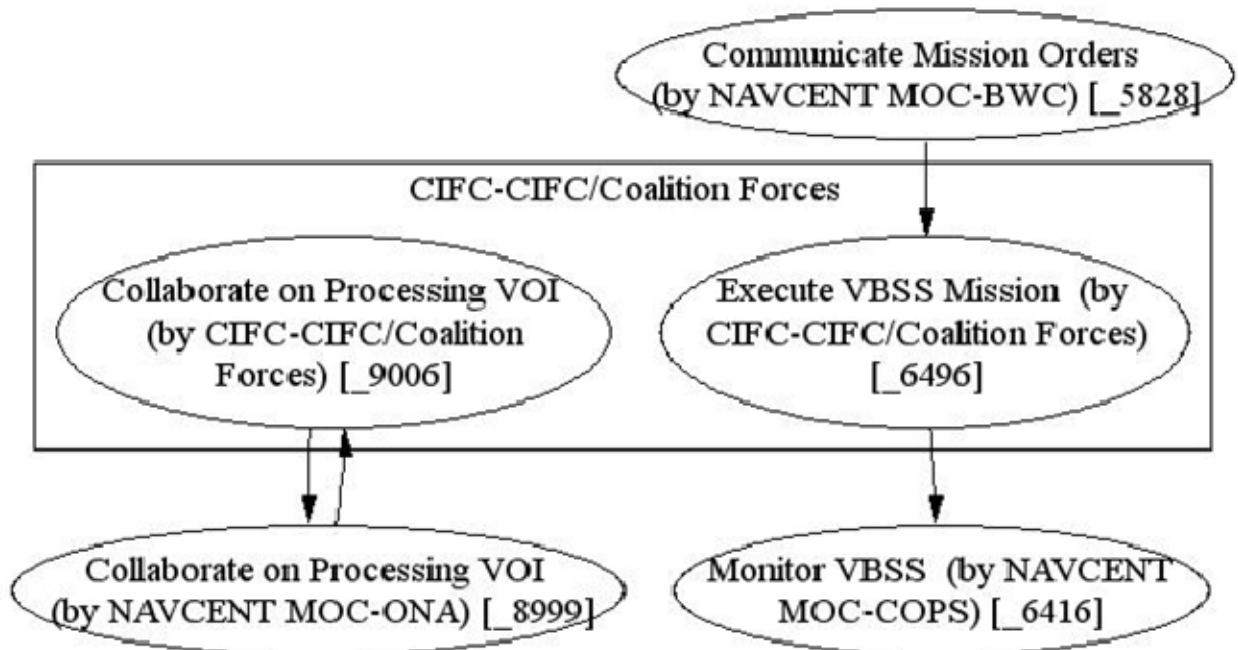 Communicate Mission Orders
(by NAVCENT MOC-BWC) [_5828]
CIFC-CIFC/Coalition Forces
Collaborate on Processing VOI
(by CIFC-CIFC/Coalition
Forces) [_9006]
Execute VBSS Mission (by
CIFC-CIFC/Coalition Forces)
[_6496]
Collaborate on Processing VOI
(by NAVCENT MOC-ONA) [_8999]
Monitor VBSS (by NAVCENT
MOC-COPS) [_6416]